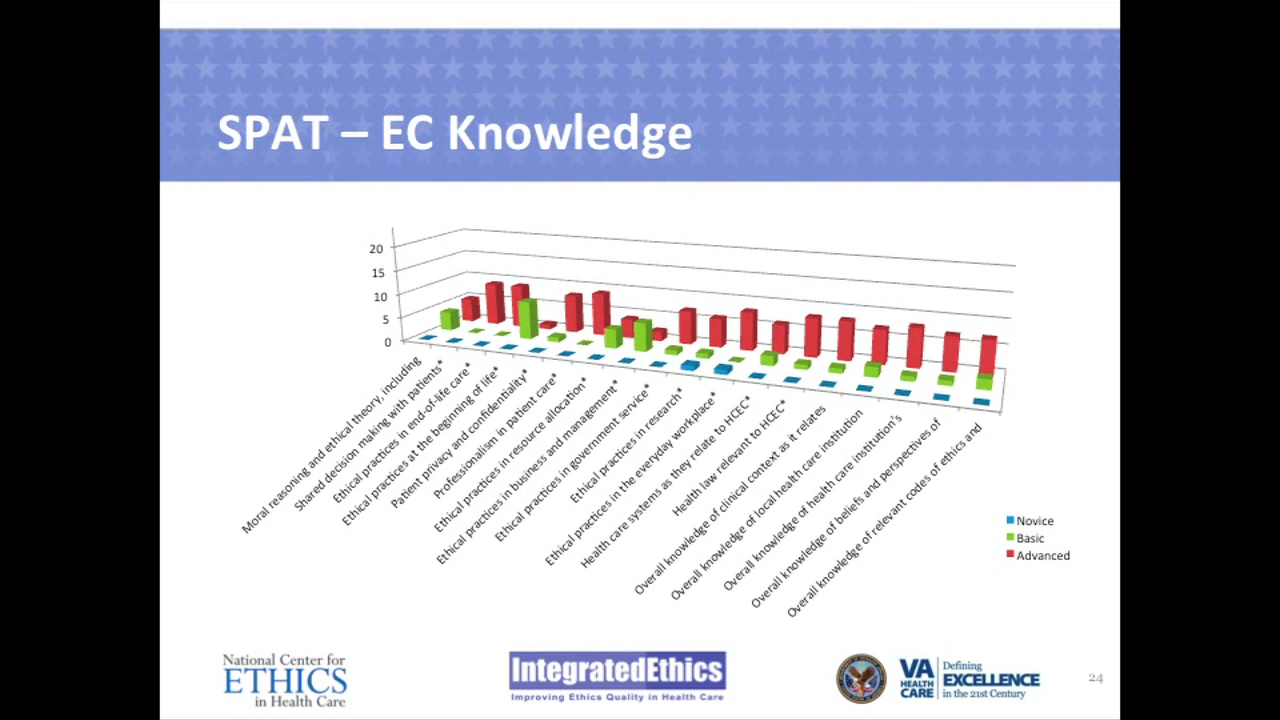 SPAT – EC Knowledge
20
15
10
5
0
Moral reasoning and ethical theory, including
Shared decision making with patients*
Ethical practices in end-of-life care*
Ethical practices at the beginning of life*
Patient privacy and confidentiality*
Professionalism in patient care*
Ethical practices in resource allocation*
Ethical practices in business and management*
Ethical practices in government service*
Ethical practices in research*
Ethical practices in the everyday workplace*
Health care systems as they relate to HCEC*
Health law relevant to HCEC*
Overall knowledge of clinical context as it relates
Overall knowledge of local health care institution
Overall knowledge of health care institution's
Overall knowledge of beliefs and perspectives of
Overall knowledge of relevant codes of ethics and
Novice
Basic
Advanced
National Center for
ETHICS
in Health Care
IntegratedEthics
Improving Ethics Quality in Health Care
VA
HEALTH
CARE
Defining
EXCELLENCE
in the 21st Century
24